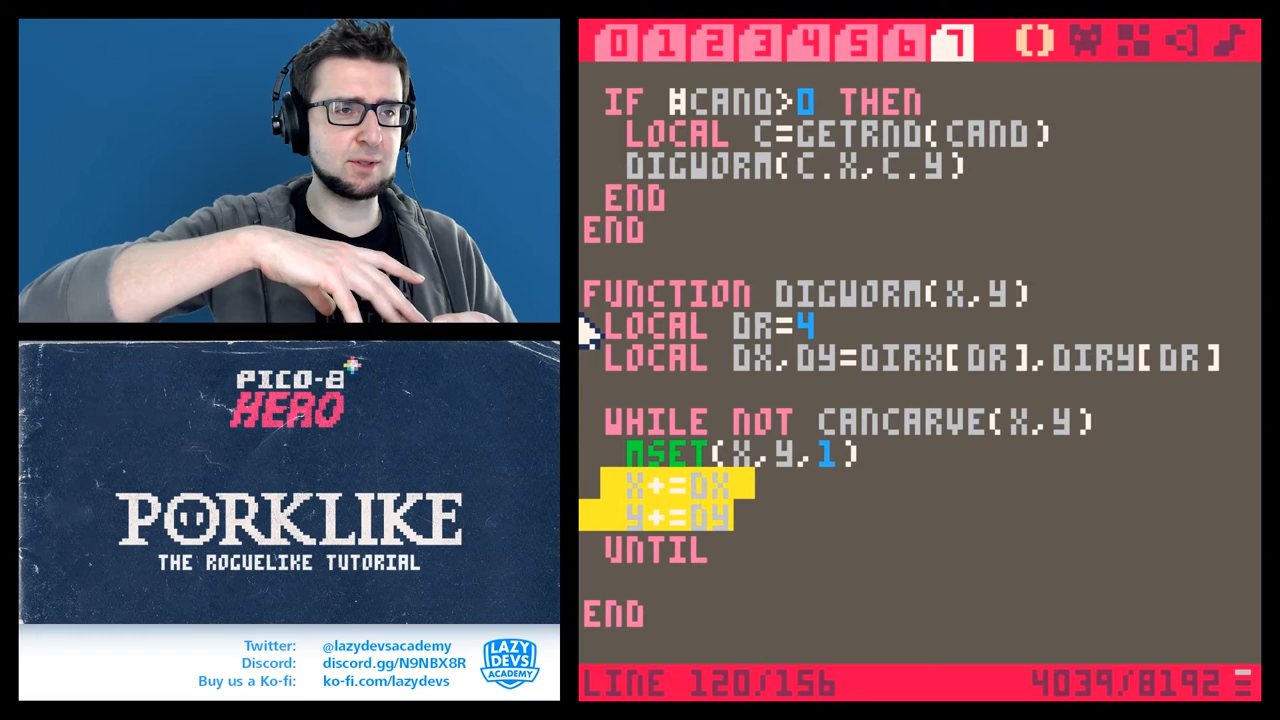 0 1 2 3 4 5 6 7
IF #CAND>0 THEN
LOCAL C=GETRND(CAND)
DIGWORM(C.X,C.Y)
END
END
FUNCTION DIGWORM(X,Y)
LOCAL DR=4
LOCAL DX,DY=DIRX[DR],DIRY[DR]
WHILE NOT CANCARVE(X,Y)
MSET(X,Y,1)
X+=DX
Y+=DY
UNTIL
END
LINE 120/156 4039/8192
PICO-8
HERO
PORKLIKE
THE ROGUELIKE TUTORIAL
Twitter: @lazydevsacademy
Discord: discord.gg/N9NBX8R
Buy us a Ko-fi: ko-fi.com/lazydevs
LAZY
DEVS
ACADEMY